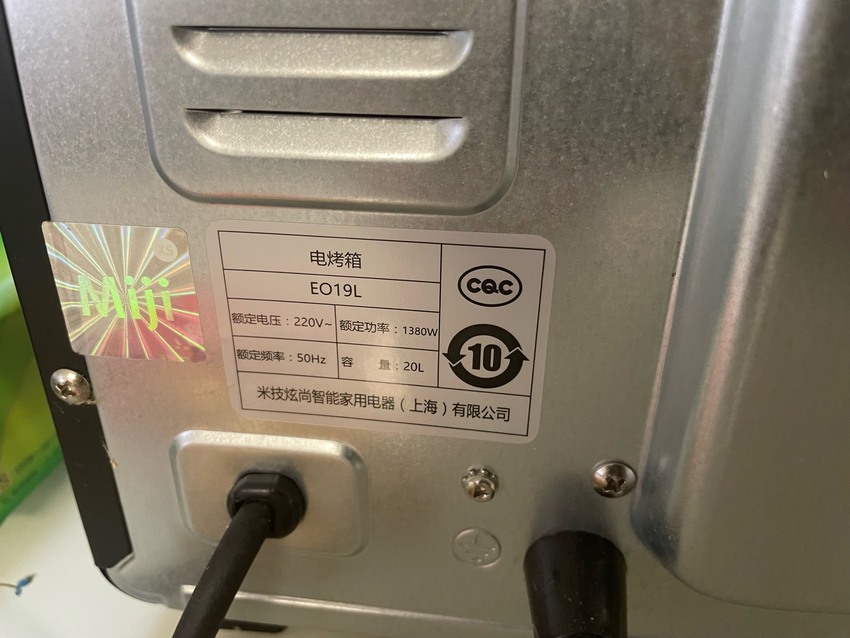 电烤箱
EO19L
额定电压：220V~
额定功率：1380W
额定频率：50Hz
容 量：20L
米技炫尚智能家用电器（上海）有限公司
CQC
10
Miji